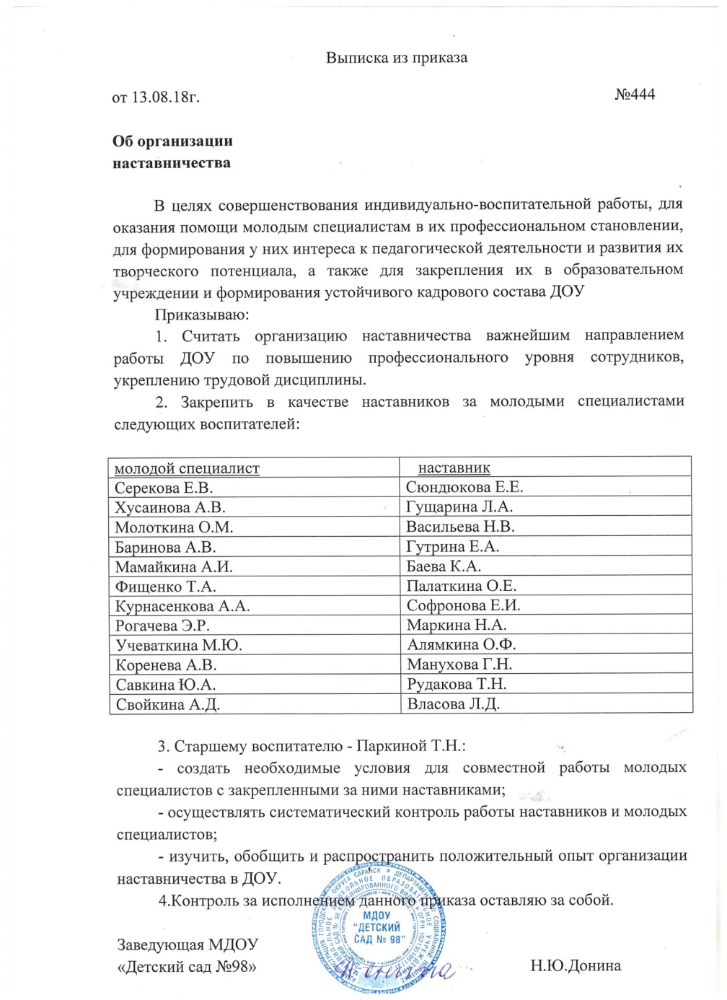 Выписка из приказа
от 13.08.18г. №444
Об организации
наставничества
В целях совершенствования индивидуально-воспитательной работы, для
оказания помощи молодым специалистам в их профессиональном становлении,
для формирования у них интереса к педагогической деятельности и развития их
творческого потенциала, а также для закрепления их в образовательном
учреждении и формирования устойчивого кадрового состава ДОУ
Приказываю:
1. Считать организацию наставничества важнейшим направлением
работы ДОУ по повышению профессионального уровня сотрудников,
укреплению трудовой дисциплины.
2. Закрепить в качестве наставников за молодыми специалистами
следующих воспитателей:
молодой специалист наставник
Серекова Е.В. Сюндюкова Е.Е.
Хусаинова А.В. Гущарина Л.А.
Молоткина О.М. Васильева Н.В.
Баринова А.В. Гутрина Е.А.
Мамайкина А.И. Баева К.А.
Фищенко Т.А. Палаткина О.Е.
Курнасенкова А.А. Софронова Е.И.
Рогачева Э.Р. Маркина Н.А.
Учеваткина М.Ю. Алямкина О.Ф.
Коренева А.В. Манухова Г.Н.
Савкина Ю.А. Рудакова Т.Н.
Свойкина А.Д. Власова Л.Д.
3. Старшему воспитателю - Паркиной Т.Н.:
- создать необходимые условия для совместной работы молодых
специалистов с закрепленными за ними наставниками;
- осуществлять систематический контроль работы наставников и молодых
специалистов;
- изучить, обобщить и распространить положительный опыт организации
наставничества в ДОУ.
4.Контроль за исполнением данного приказа оставляю за собой.
МДОУ
"ДЕТСКИЙ
САД № 98"
Заведующая МДОУ
«Детский сад №98» Н.Ю.Донина